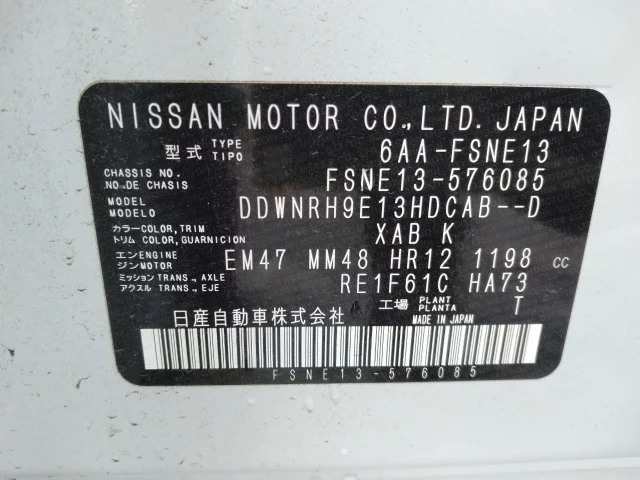 NISSAN MOTOR CO.,LTD. JAPAN
型式 TYPE TIPO 6AA-FSNE13
CHASSIS NO. NO.DE CHASSIS FSNE13-576085
MODEL MODELO DDWNRH9E13HDCAB--D
カラー COLOR, TRIM トリム COLOR, GUARNICION XAB K
エンジン ENGINE ジン MOTOR EM47 MM48 HR12 1198 CC
ミッション TRANS., AXLE アクスル TRANS., EJE RE1F61C HA73
工場 PLANT PLANTA T
日産自動車株式会社 MADE IN JAPAN
FSNE13-576085